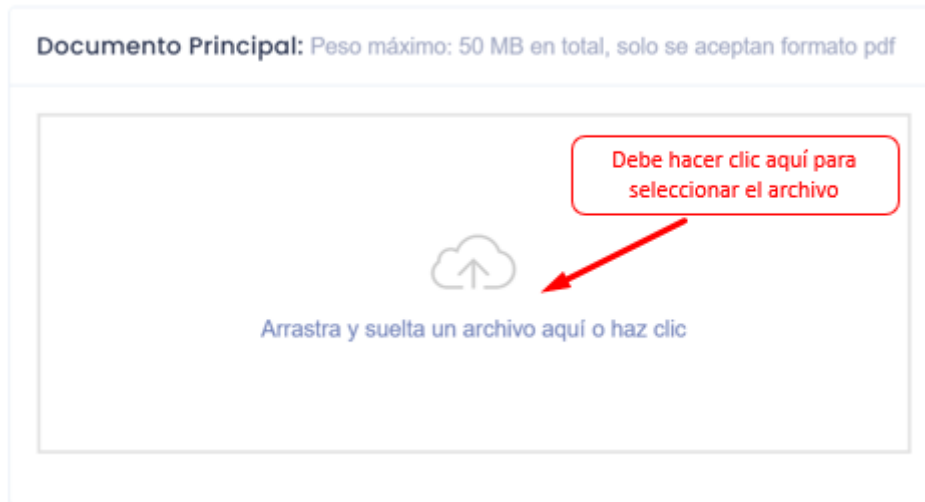 Documento Principal: Peso máximo: 50 MB en total, solo se aceptan formato pdf
Debe hacer clic aquí para
seleccionar el archivo
Arrastra y suelta un archivo aquí o haz clic